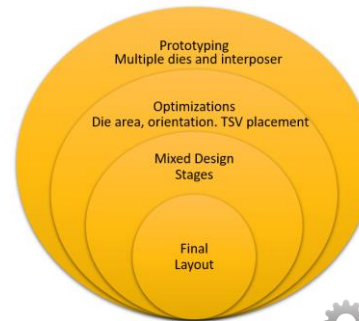 Prototyping
Multiple dies and interposer
Optimizations
Die area, orientation. TSV placement
Mixed Design
Stages
Final
Layout